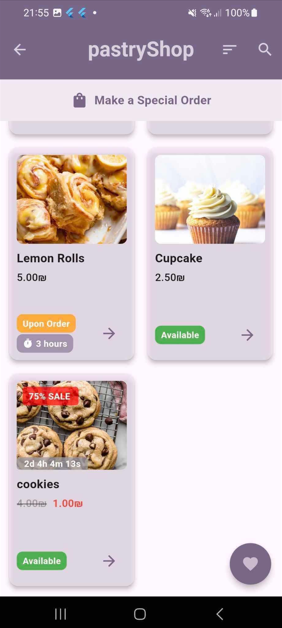 21:55 100%
pastryShop
Make a Special Order
Lemon Rolls
5.00₪
Upon Order
3 hours
Cupcake
2.50₪
Available
75% SALE
2d 4h 4m 13s
cookies
4.00₪ 1.00₪
Available